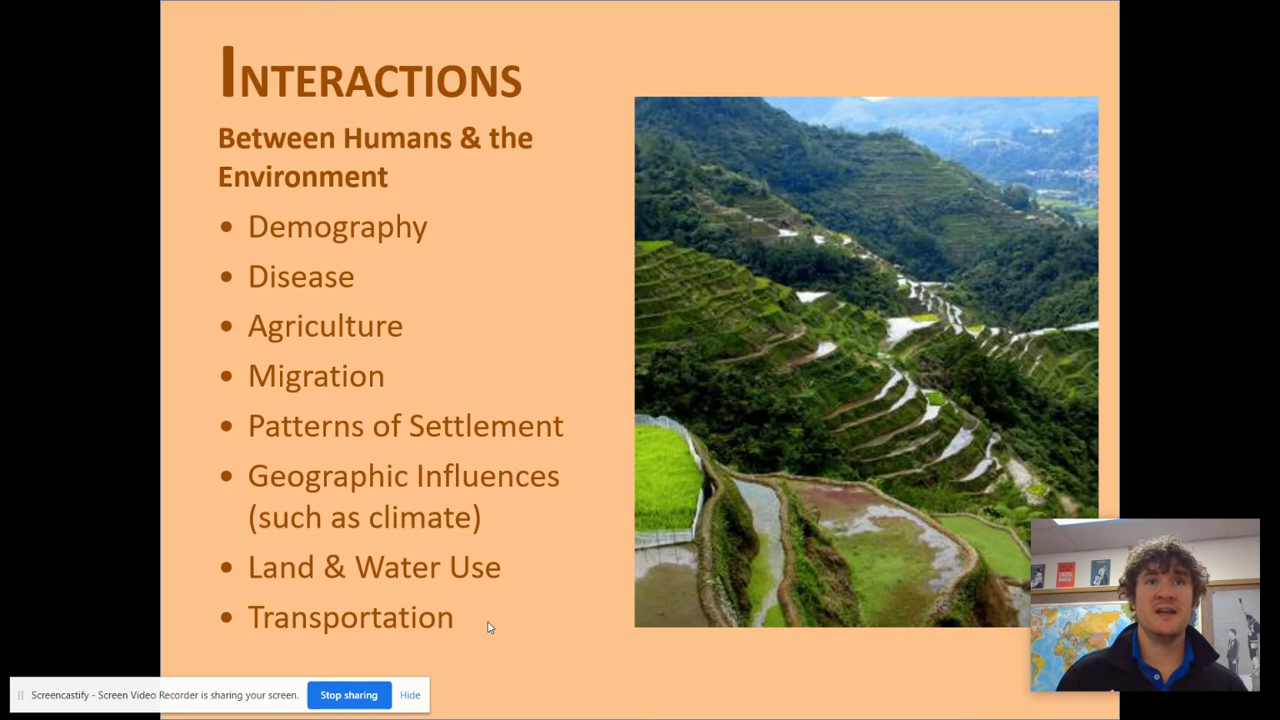 INTERACTIONS
Between Humans & the
Environment
• Demography
• Disease
• Agriculture
• Migration
• Patterns of Settlement
• Geographic Influences
(such as climate)
• Land & Water Use
• Transportation
Screencastify - Screen Video Recorder is sharing your screen.
Stop sharing
Hide